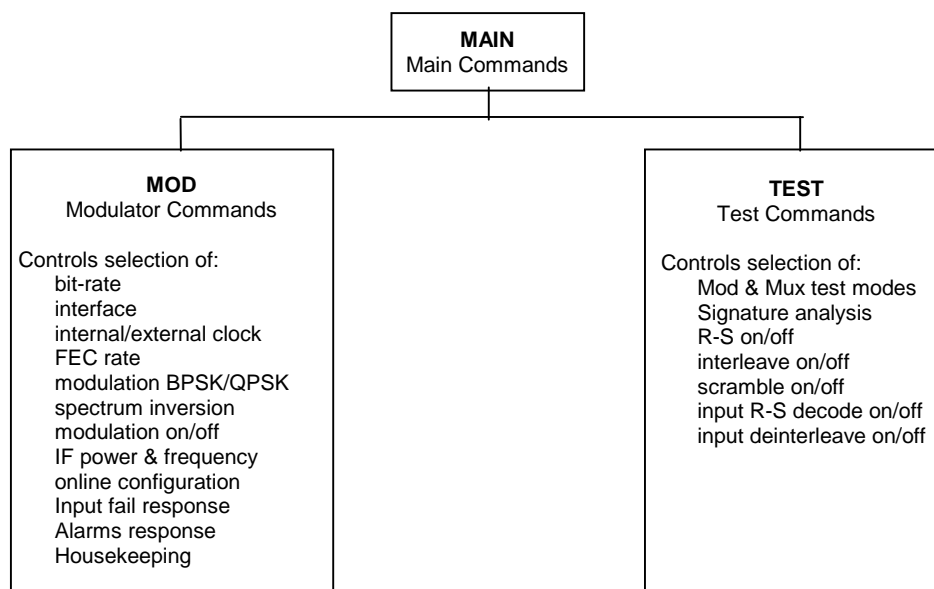 MAIN
Main Commands
MOD
Modulator Commands
Controls selection of:
bit-rate
interface
internal/external clock
FEC rate
modulation BPSK/QPSK
spectrum inversion
modulation on/off
IF power & frequency
online configuration
Input fail response
Alarms response
Housekeeping
TEST
Test Commands
Controls selection of:
Mod & Mux test modes
Signature analysis
R-S on/off
interleave on/off
scramble on/off
input R-S decode on/off
input deinterleave on/off